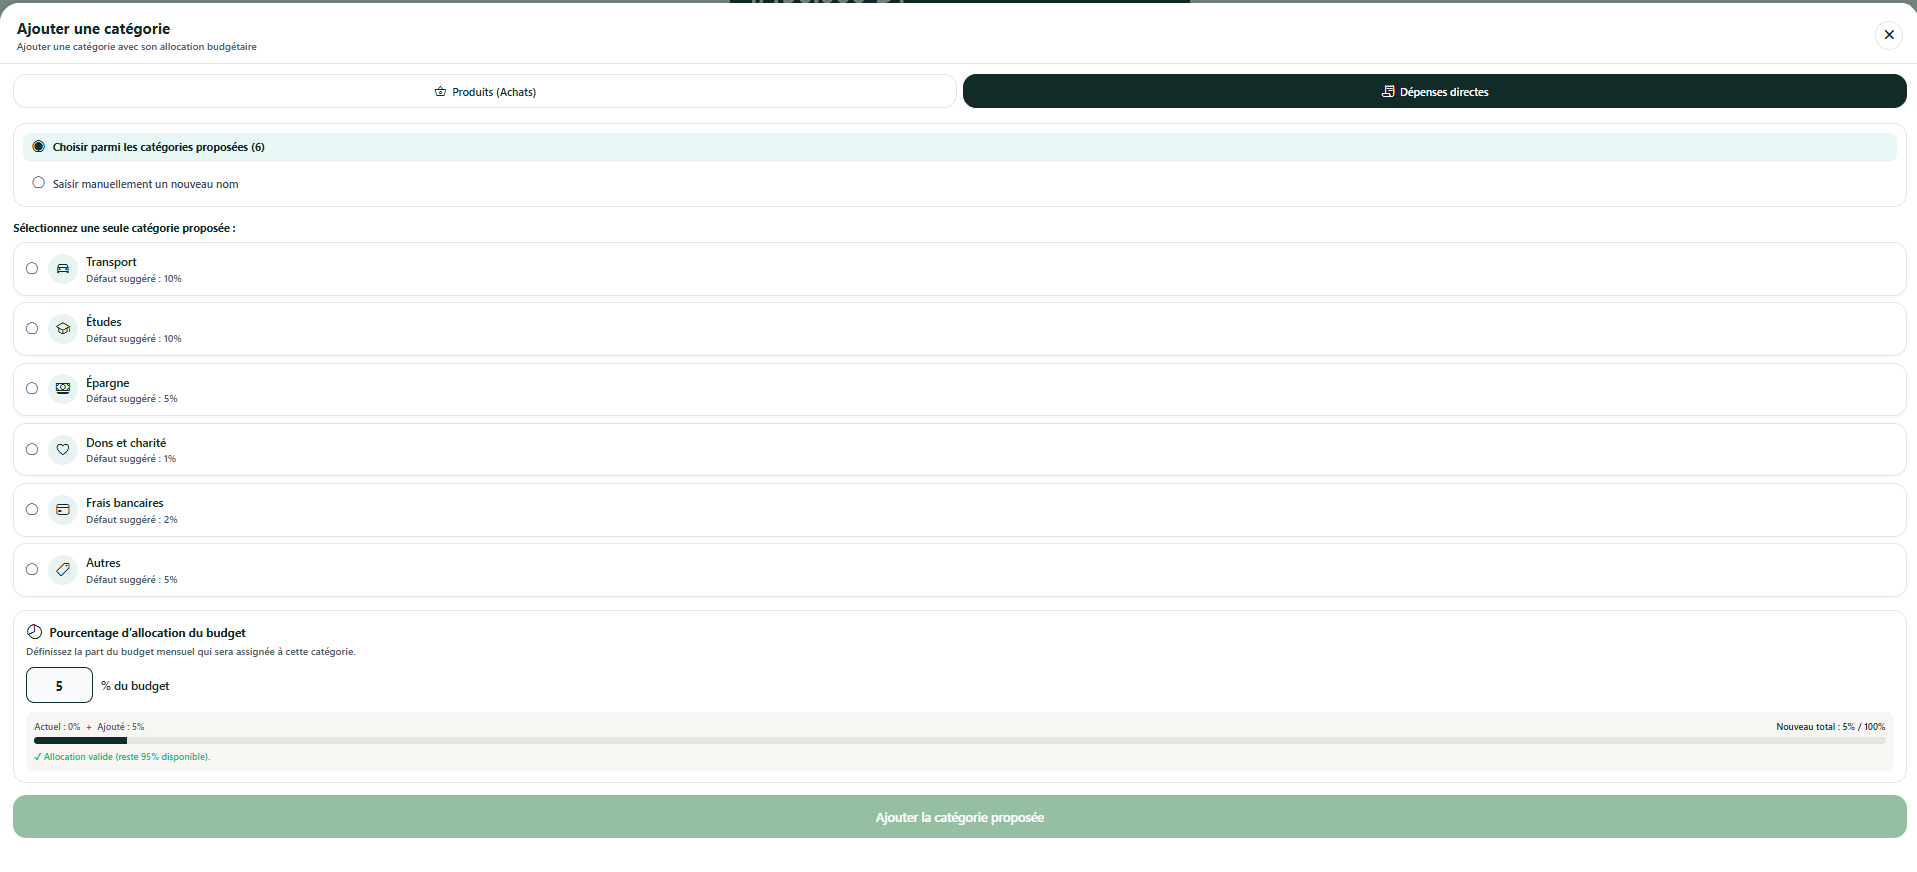 Ajouter une catégorie
Ajouter une catégorie avec son allocation budgétaire
Produits (Achats)
Dépenses directes
Choisir parmi les catégories proposées (6)
Saisir manuellement un nouveau nom
Sélectionnez une seule catégorie proposée :
Transport
Défaut suggéré : 10%
Études
Défaut suggéré : 10%
Épargne
Défaut suggéré : 5%
Dons et charité
Défaut suggéré : 1%
Frais bancaires
Défaut suggéré : 2%
Autres
Défaut suggéré : 5%
Pourcentage d’allocation du budget
Définissez la part du budget mensuel qui sera assignée à cette catégorie.
5 % du budget
Actuel : 0% + Ajouté : 5% Nouveau total : 5% / 100%
✓ Allocation valide (reste 95% disponible).
Ajouter la catégorie proposée